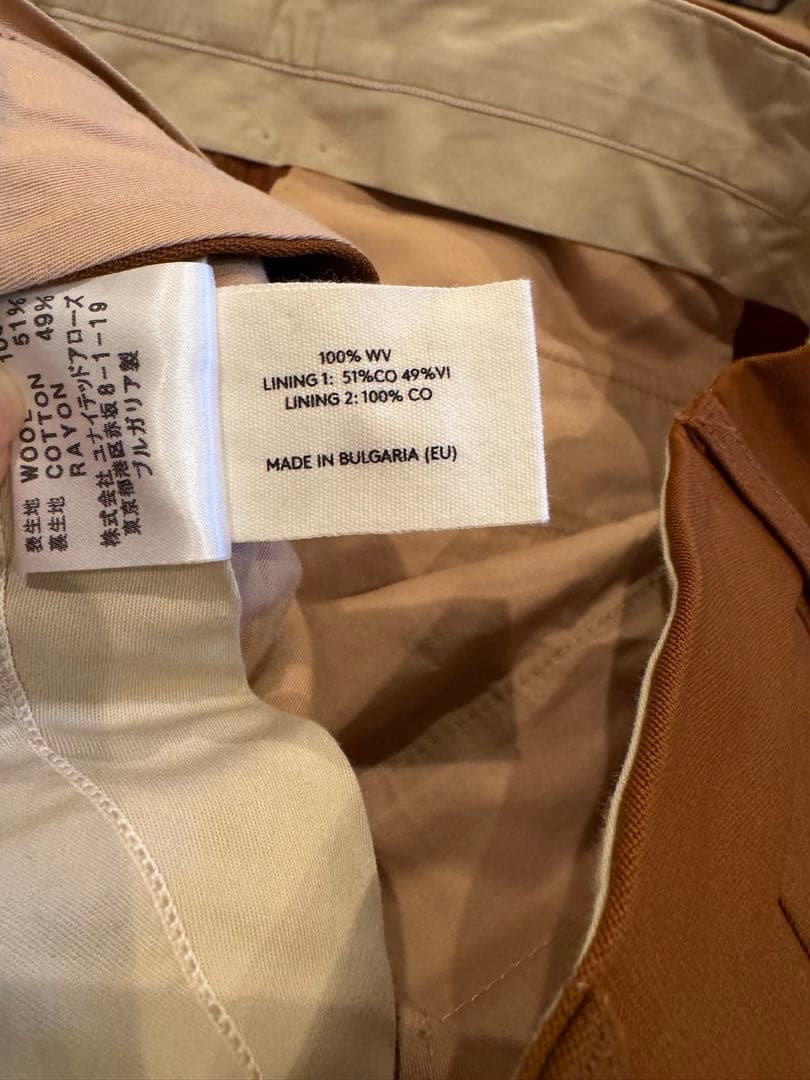 100% WV
LINING 1: 51%CO 49%VI
LINING 2: 100% CO
MADE IN BULGARIA (EU)
表生地 WOOL
裏生地 COTTON 51%
RAYON 49%
株式会社 ユナイテッドアローズ
東京都港区赤坂8-1-19
ブルガリア製